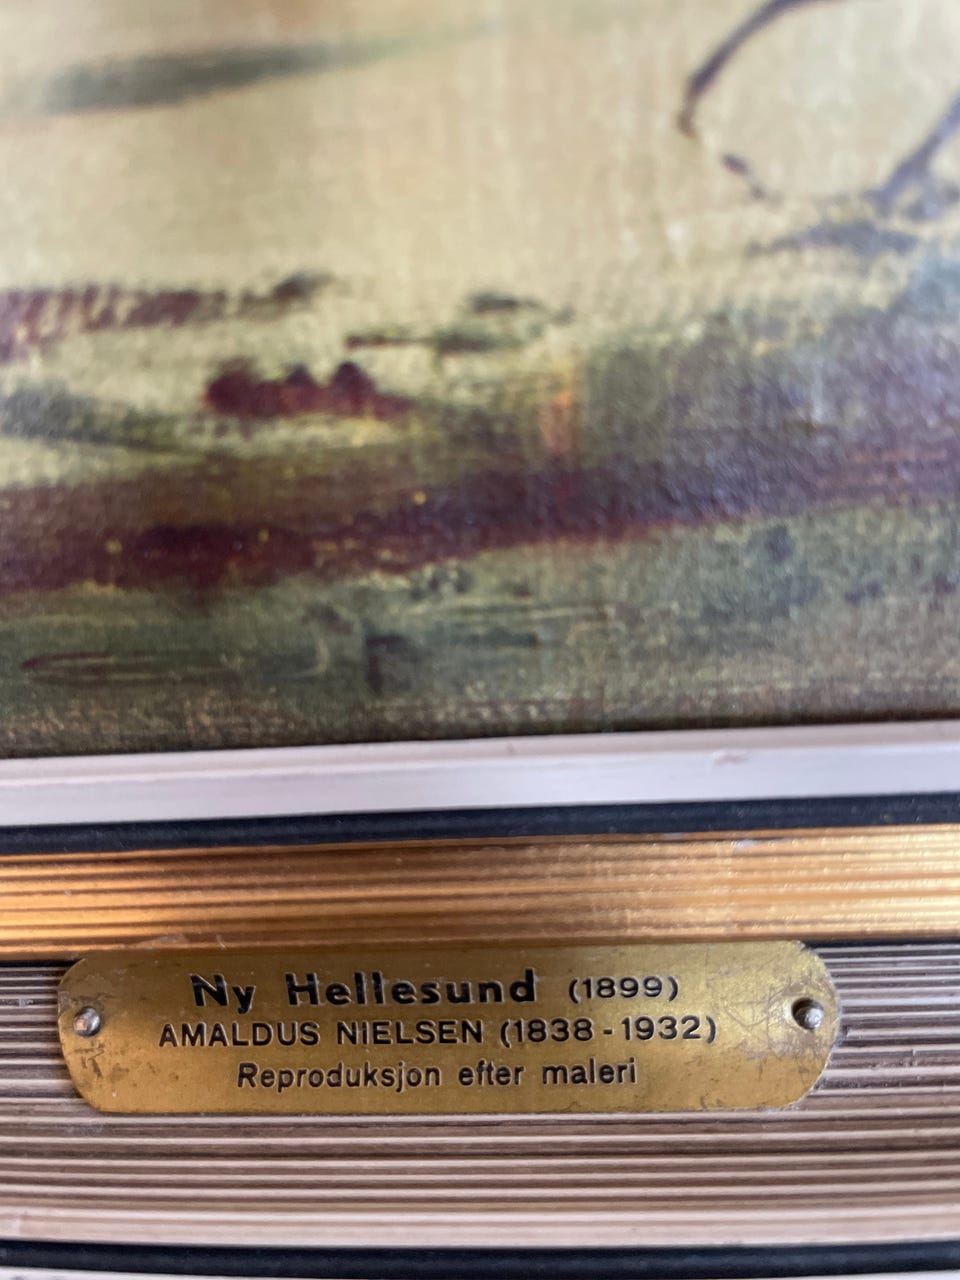 Ny Hellesund (1899)
AMALDUS NIELSEN (1838-1932)
Reproduksjon efter maleri